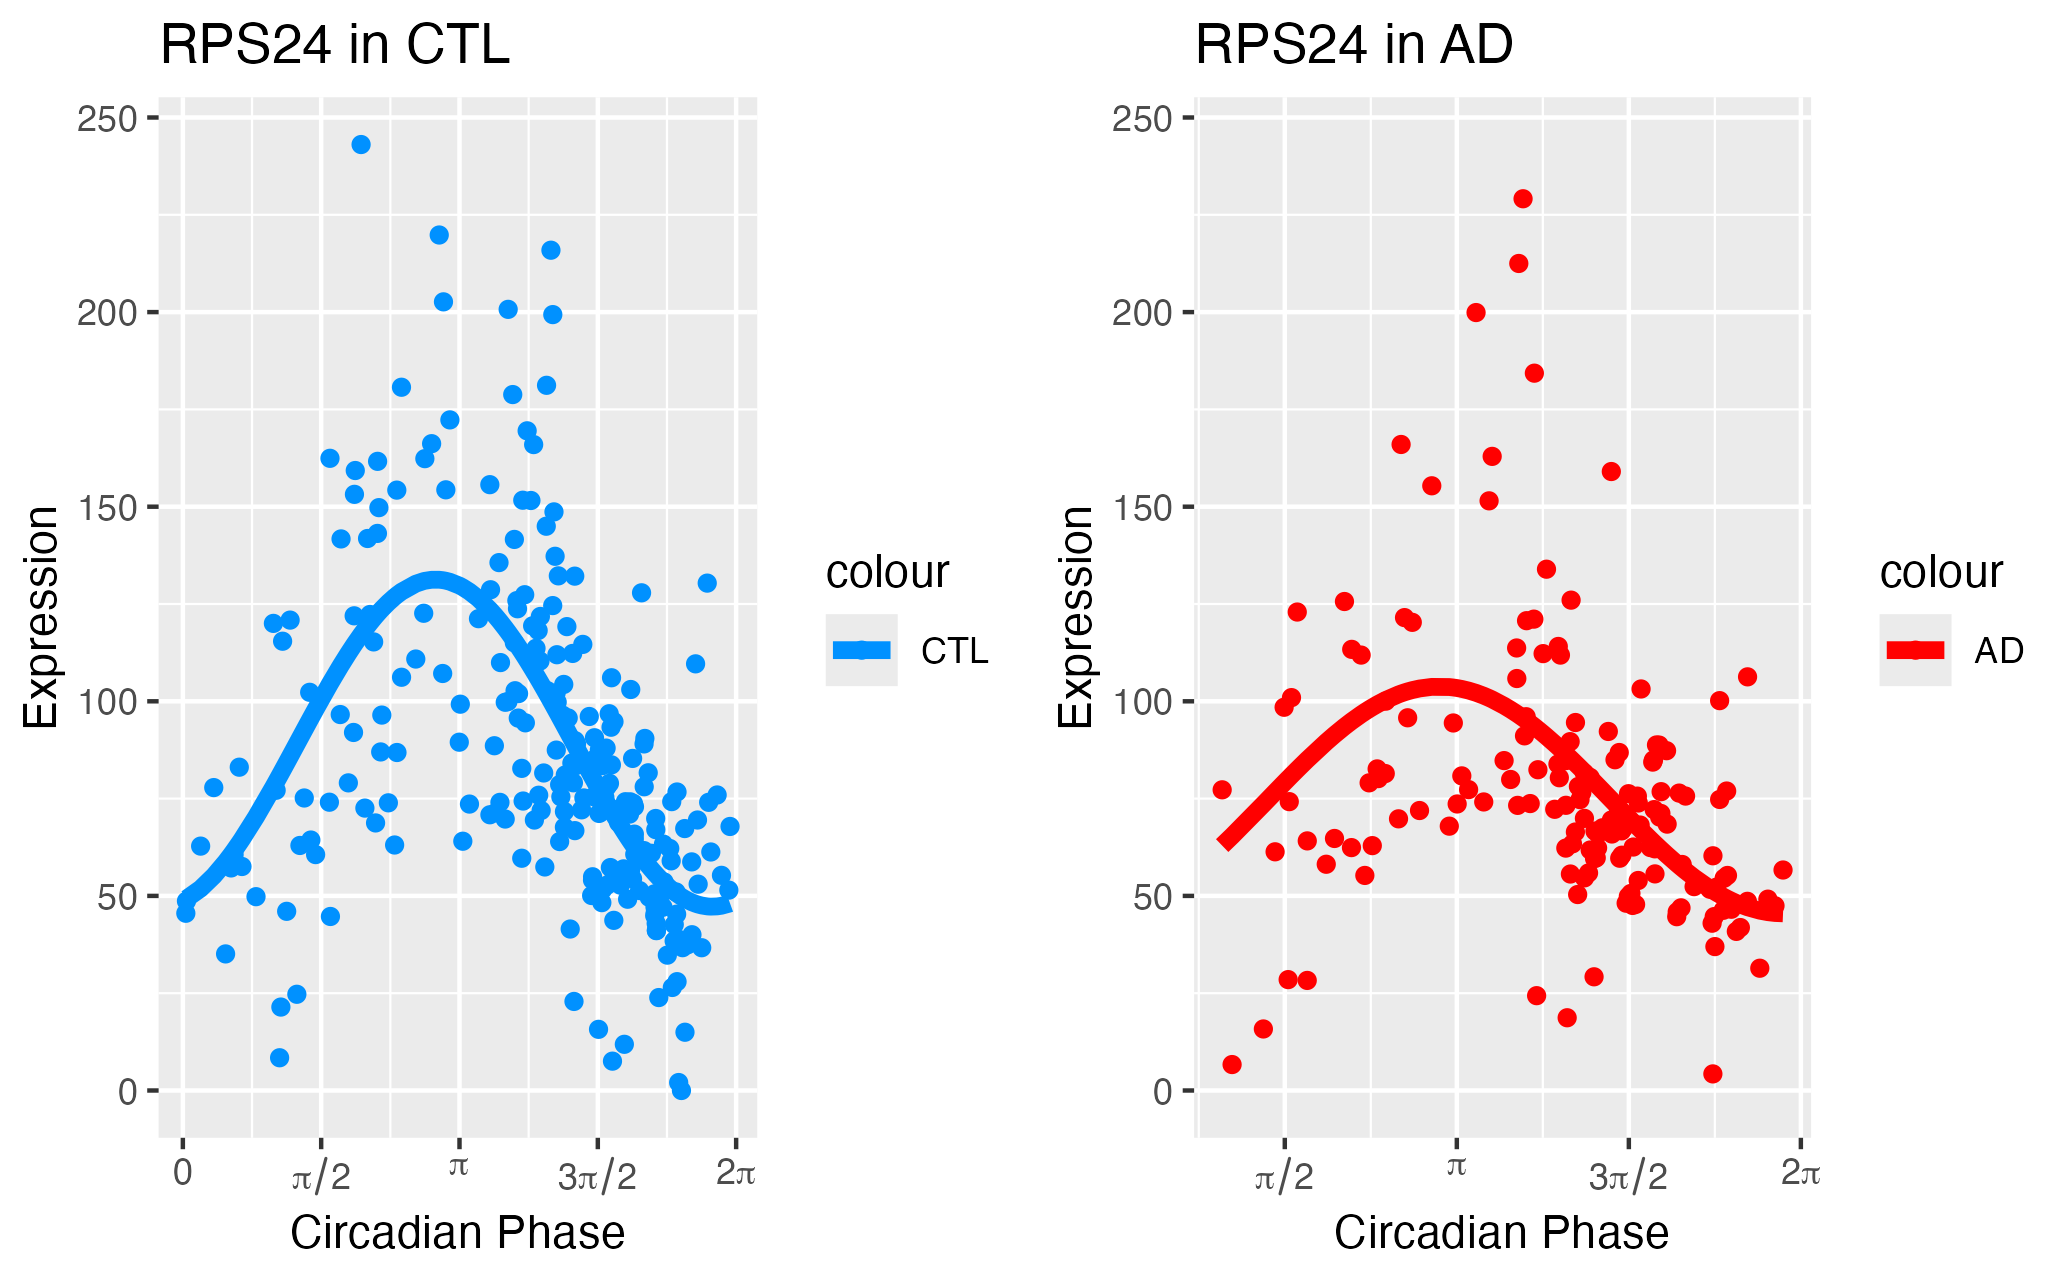 RPS24 in CTL
250
200
150
100
50
0
Expression
0 π/2 π 3π/2 2π
Circadian Phase
colour
CTL
RPS24 in AD
250
200
150
100
50
0
Expression
π/2 π 3π/2 2π
Circadian Phase
colour
AD